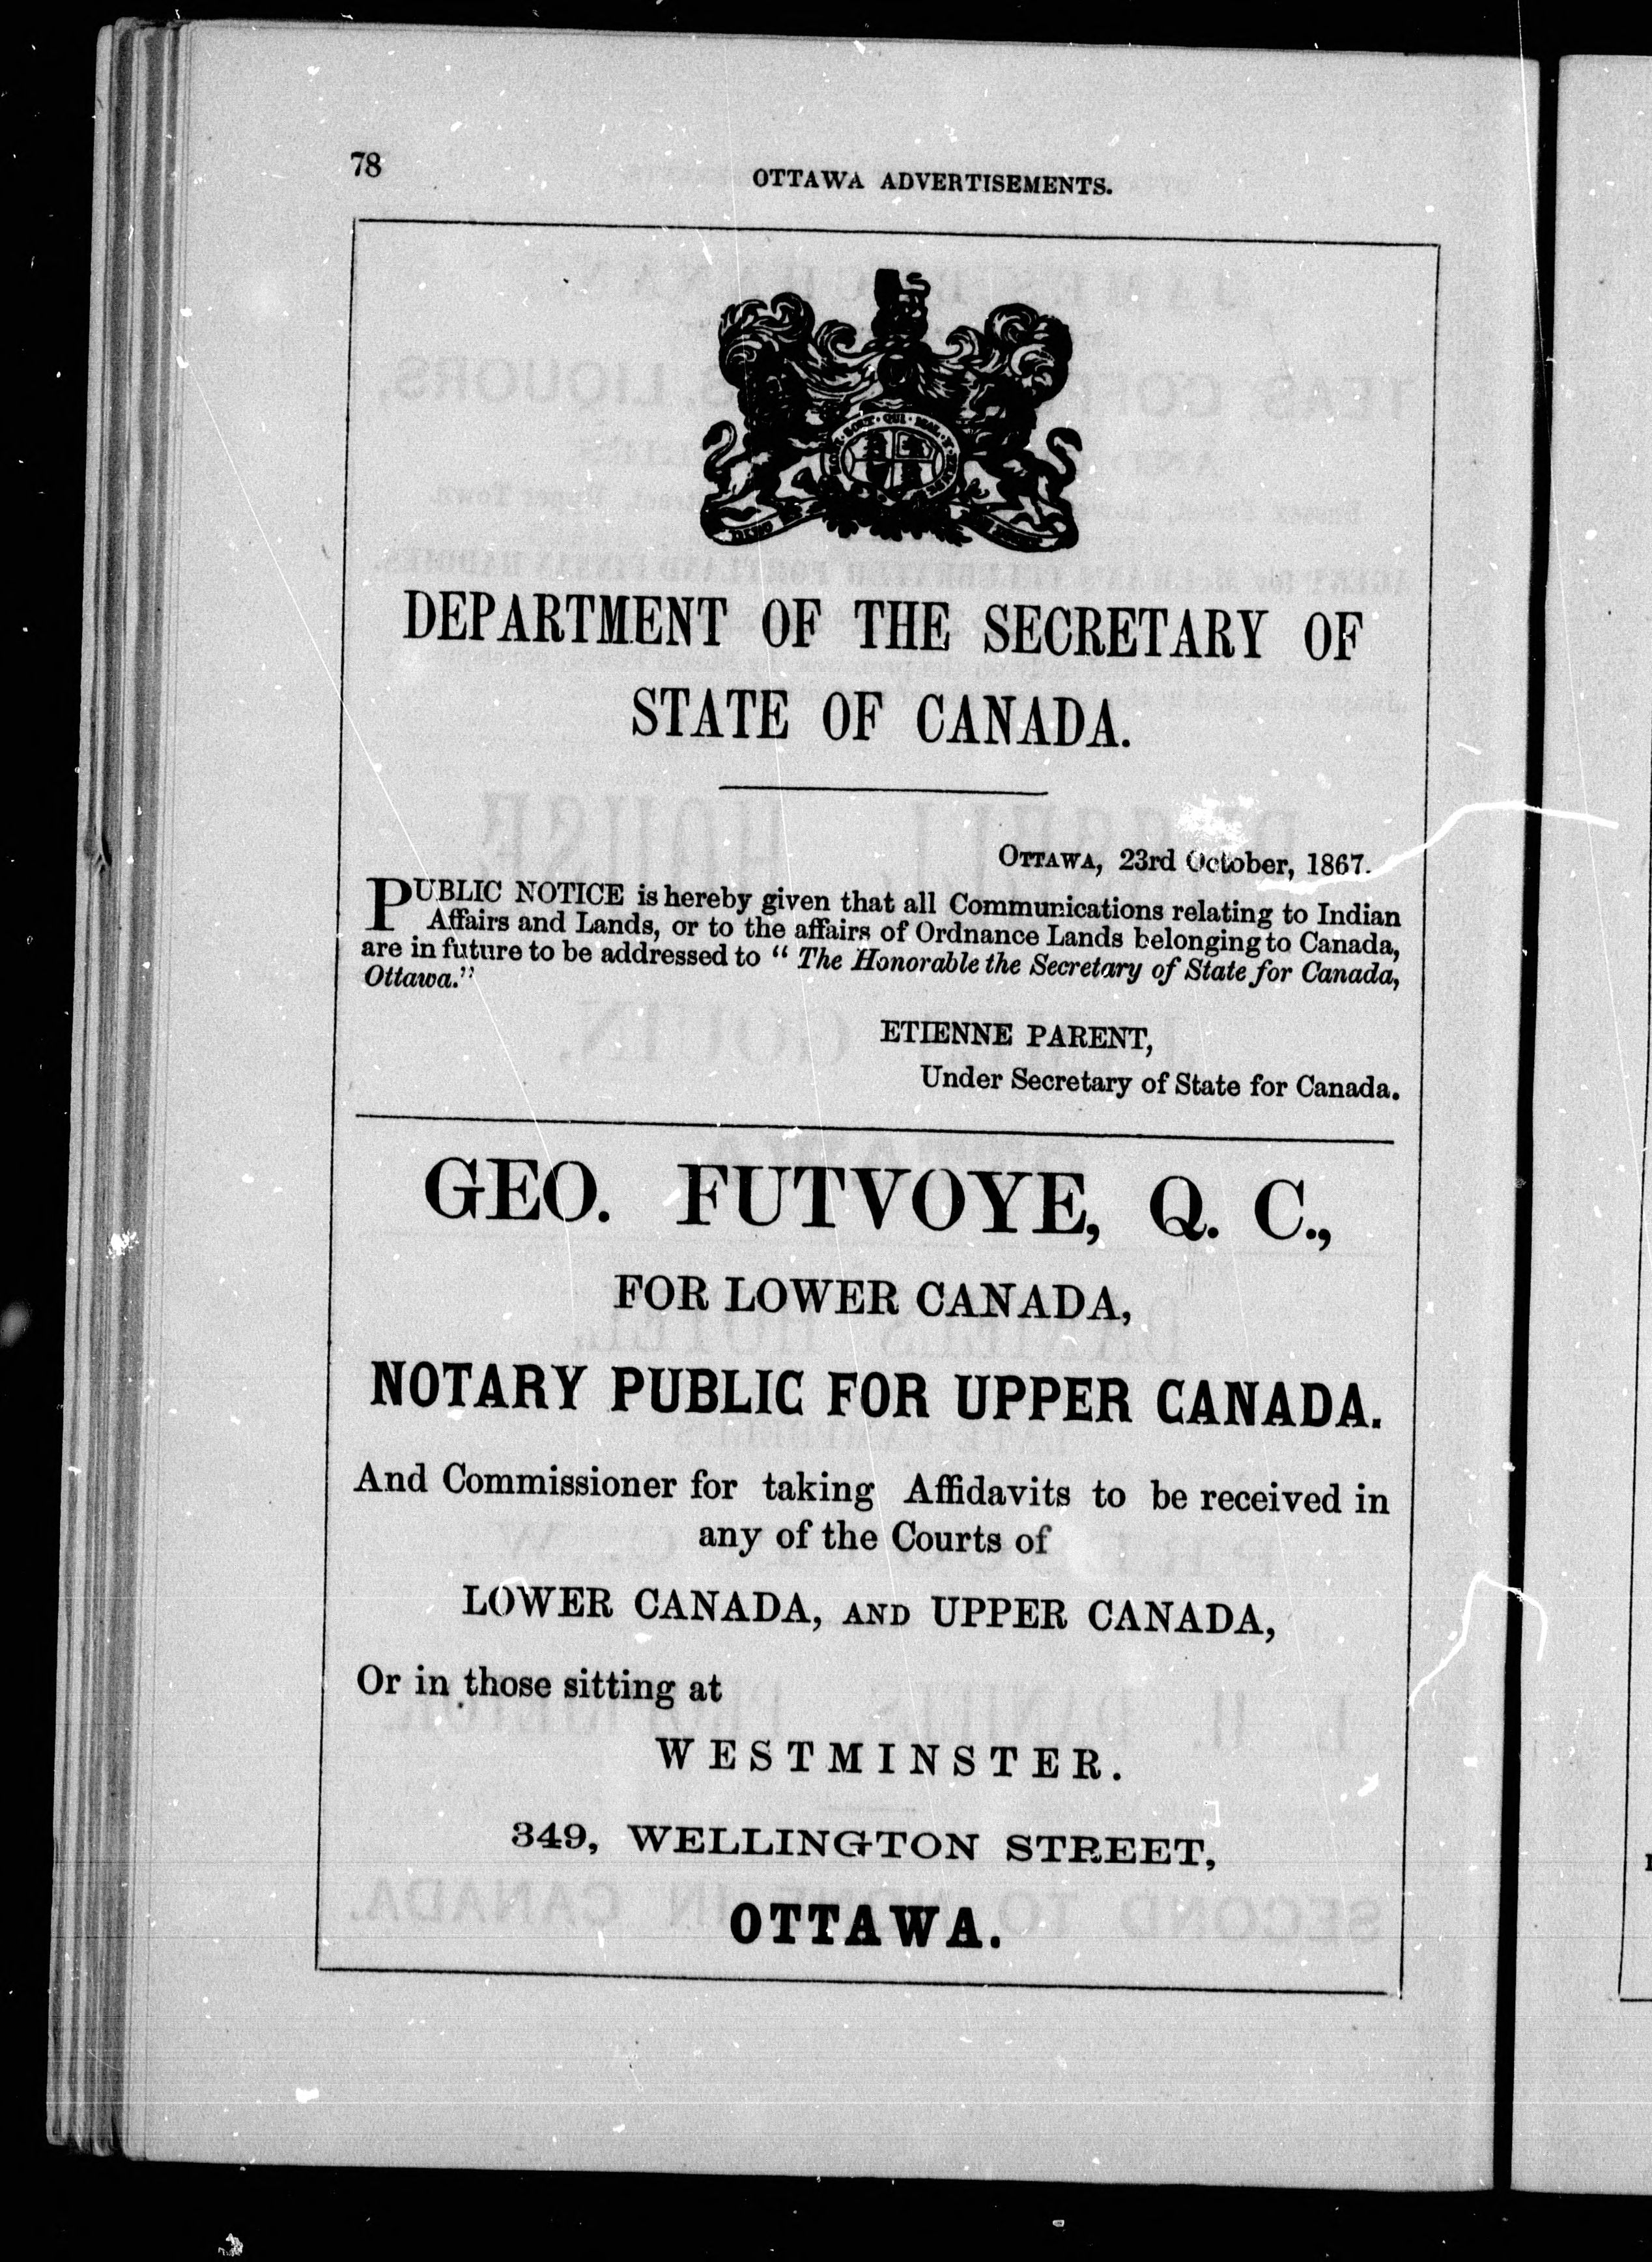 78
OTTAWA ADVERTISEMENTS.
DEPARTMENT OF THE SECRETARY OF
STATE OF CANADA.
OTTAWA, 23rd October, 1867.
PUBLIC NOTICE is hereby given that all Communications relating to Indian
Affairs and Lands, or to the affairs of Ordnance Lands belonging to Canada,
are in future to be addressed to "The Honorable the Secretary of State for Canada,
Ottawa."
ETIENNE PARENT,
Under Secretary of State for Canada.
GEO. FUTVOYE, Q. C.,
FOR LOWER CANADA,
NOTARY PUBLIC FOR UPPER CANADA.
And Commissioner for taking Affidavits to be received in
any of the Courts of
LOWER CANADA, AND UPPER CANADA,
Or in those sitting at
WESTMINSTER.
349, WELLINGTON STREET,
OTTAWA.